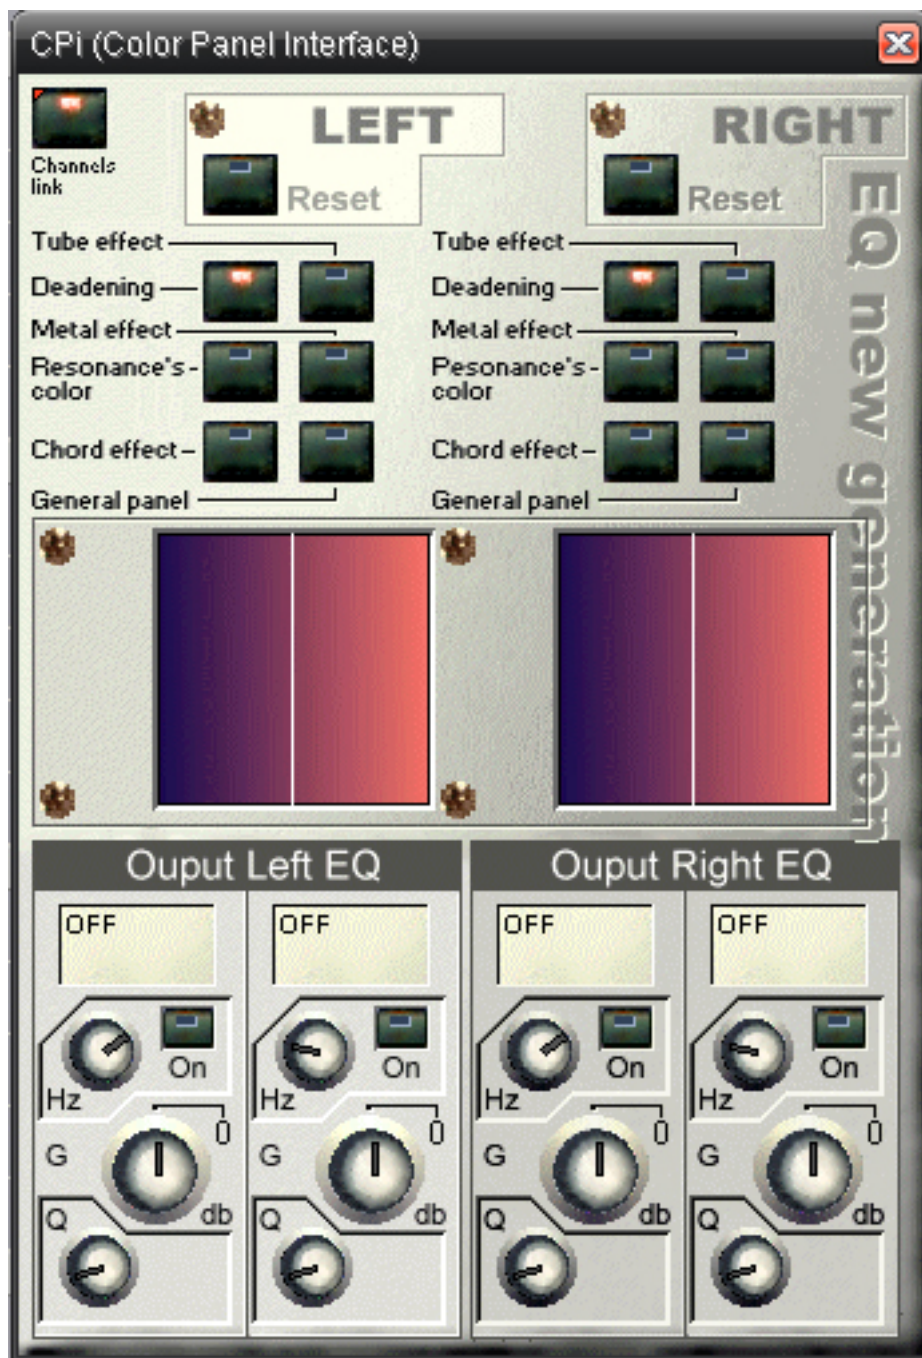 CPi (Color Panel Interface)
Channels
link
LEFT
Reset
RIGHT
Reset
EQ new generation
Tube effect
Deadening
Metal effect
Resonance's
color
Chord effect
General panel
Tube effect
Deadening
Metal effect
Pesonance's
color
Chord effect
General panel
Ouput Left EQ
OFF
On
Hz
0
G
db
Q
OFF
On
Hz
0
G
db
Q
Ouput Right EQ
OFF
On
Hz
0
G
db
Q
OFF
On
Hz
0
G
db
Q